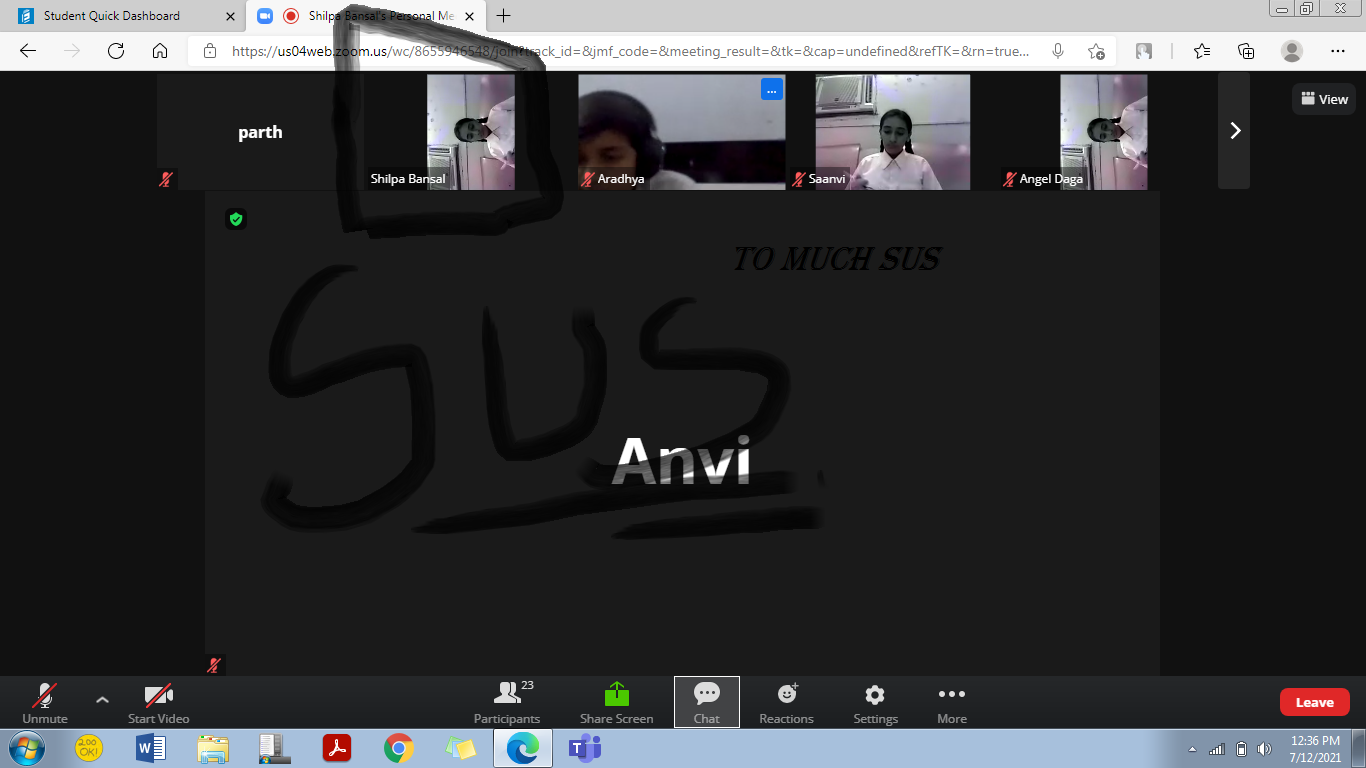 Student Quick Dashboard
Shilpa Bansal's Personal Me
https://us04web.zoom.us/wc/8655946548/join?track_id=&jmf_code=&meeting_result=&tk=&cap=undefined&refTK=&rn=true...
parth
Shilpa Bansal
Aradhya
Saanvi
Angel Daga
View
TO MUCH SUS
SUS
Anvi
Unmute
Start Video
Participants
23
Share Screen
Chat
Reactions
Settings
More
Leave
200
OK!
12:36 PM
7/12/2021